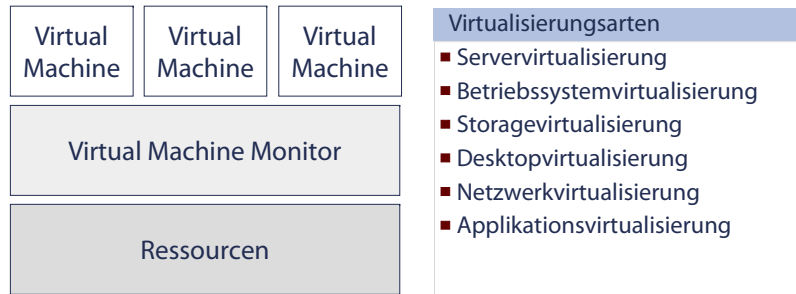 Virtual
Machine
Virtual
Machine
Virtual
Machine
Virtual Machine Monitor
Ressourcen
Virtualisierungsarten
Servervirtualisierung
Betriebssystemvirtualisierung
Storagevirtualisierung
Desktopvirtualisierung
Netzwerkvirtualisierung
Applikationsvirtualisierung